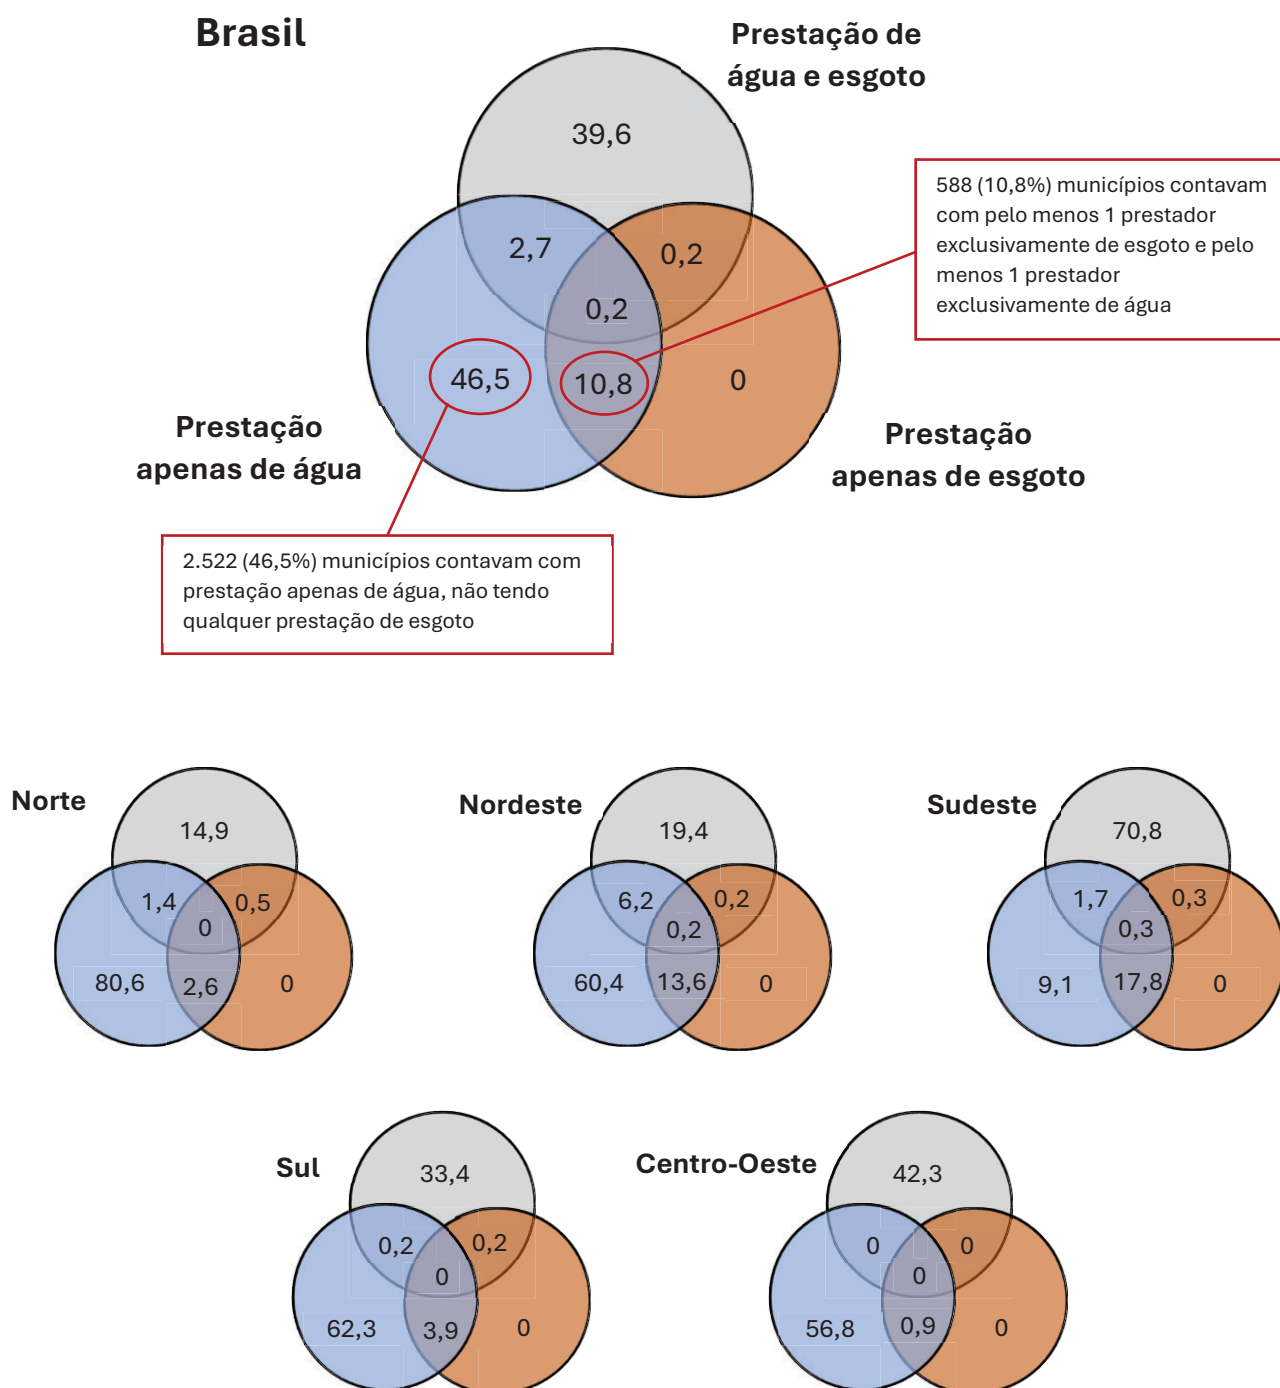 Brasil
Prestação de
água e esgoto
39,6
588 (10,8%) municípios contavam
com pelo menos 1 prestador
exclusivamente de esgoto e pelo
menos 1 prestador
exclusivamente de água
2,7
0,2
0,2
46,5
10,8
0
Prestação
apenas de água
Prestação
apenas de esgoto
2.522 (46,5%) municípios contavam com
prestação apenas de água, não tendo
qualquer prestação de esgoto
Norte
14,9
1,4
0,5
0
80,6
2,6
0
Nordeste
19,4
6,2
0,2
0,2
60,4
13,6
0
Sudeste
70,8
1,7
0,3
0,3
9,1
17,8
0
Sul
33,4
0,2
0,2
0
62,3
3,9
0
Centro-Oeste
42,3
0
0
0
56,8
0,9
0